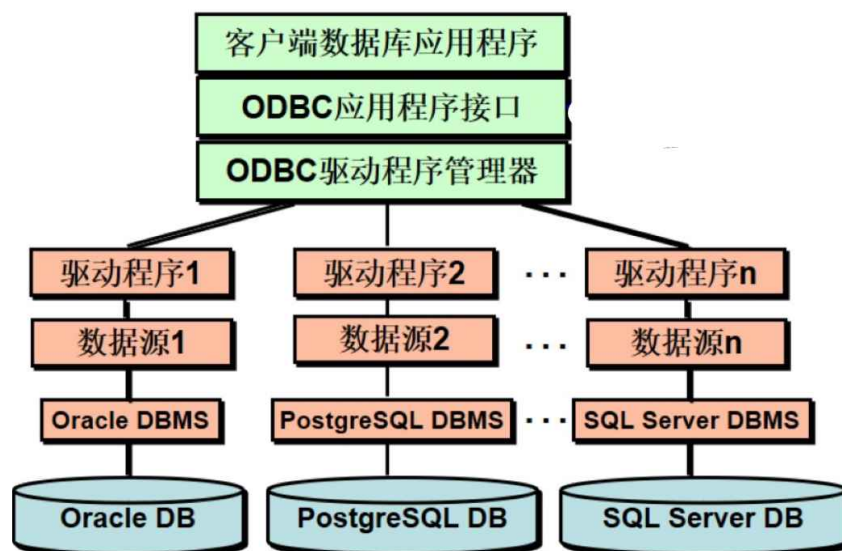 客户端数据库应用程序
ODBC应用程序接口
ODBC驱动程序管理器
驱动程序1 驱动程序2 ··· 驱动程序n
数据源1 数据源2 ··· 数据源n
Oracle DBMS PostgreSQL DBMS ··· SQL Server DBMS
Oracle DB PostgreSQL DB SQL Server DB